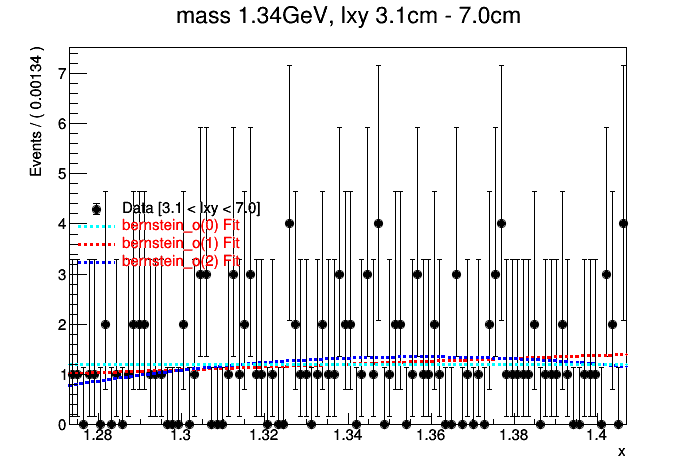 mass 1.34GeV, lxy 3.1cm - 7.0cm
Events / ( 0.00134 )
7
6
5
4
3
2
1
0
Data [3.1 < lxy < 7.0]
bernstein_o(0) Fit
bernstein_o(1) Fit
bernstein_o(2) Fit
1.28 1.3 1.32 1.34 1.36 1.38 1.4
x